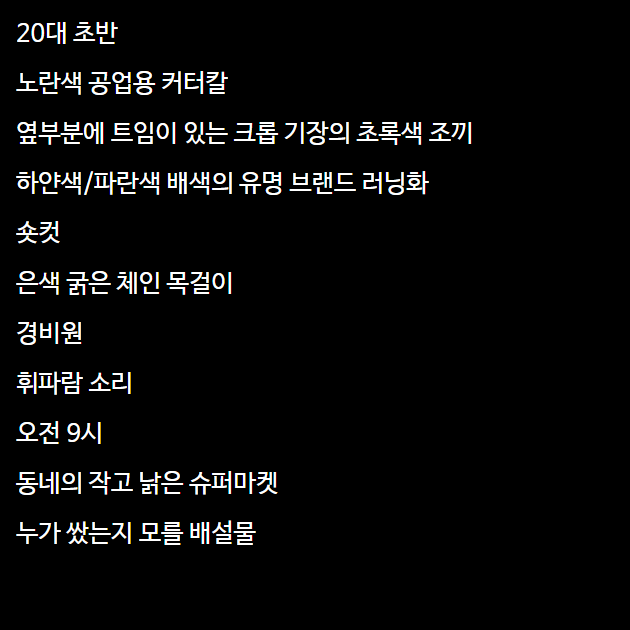 20대 초반
노란색 공업용 커터칼
옆부분에 트임이 있는 크롭 기장의 초록색 조끼
하얀색/파란색 배색의 유명 브랜드 러닝화
숏컷
은색 굵은 체인 목걸이
경비원
휘파람 소리
오전 9시
동네의 작고 낡은 슈퍼마켓
누가 쌌는지 모를 배설물